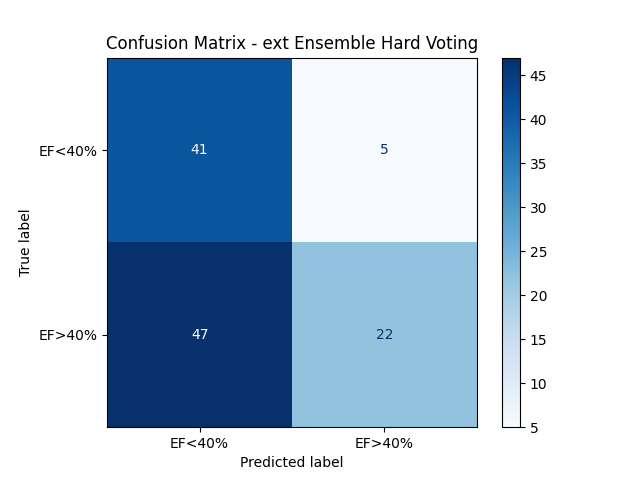 Confusion Matrix - ext Ensemble Hard Voting
True label
EF<40%
EF>40%
41
5
47
22
EF<40%
EF>40%
Predicted label
45
40
35
30
25
20
15
10
5